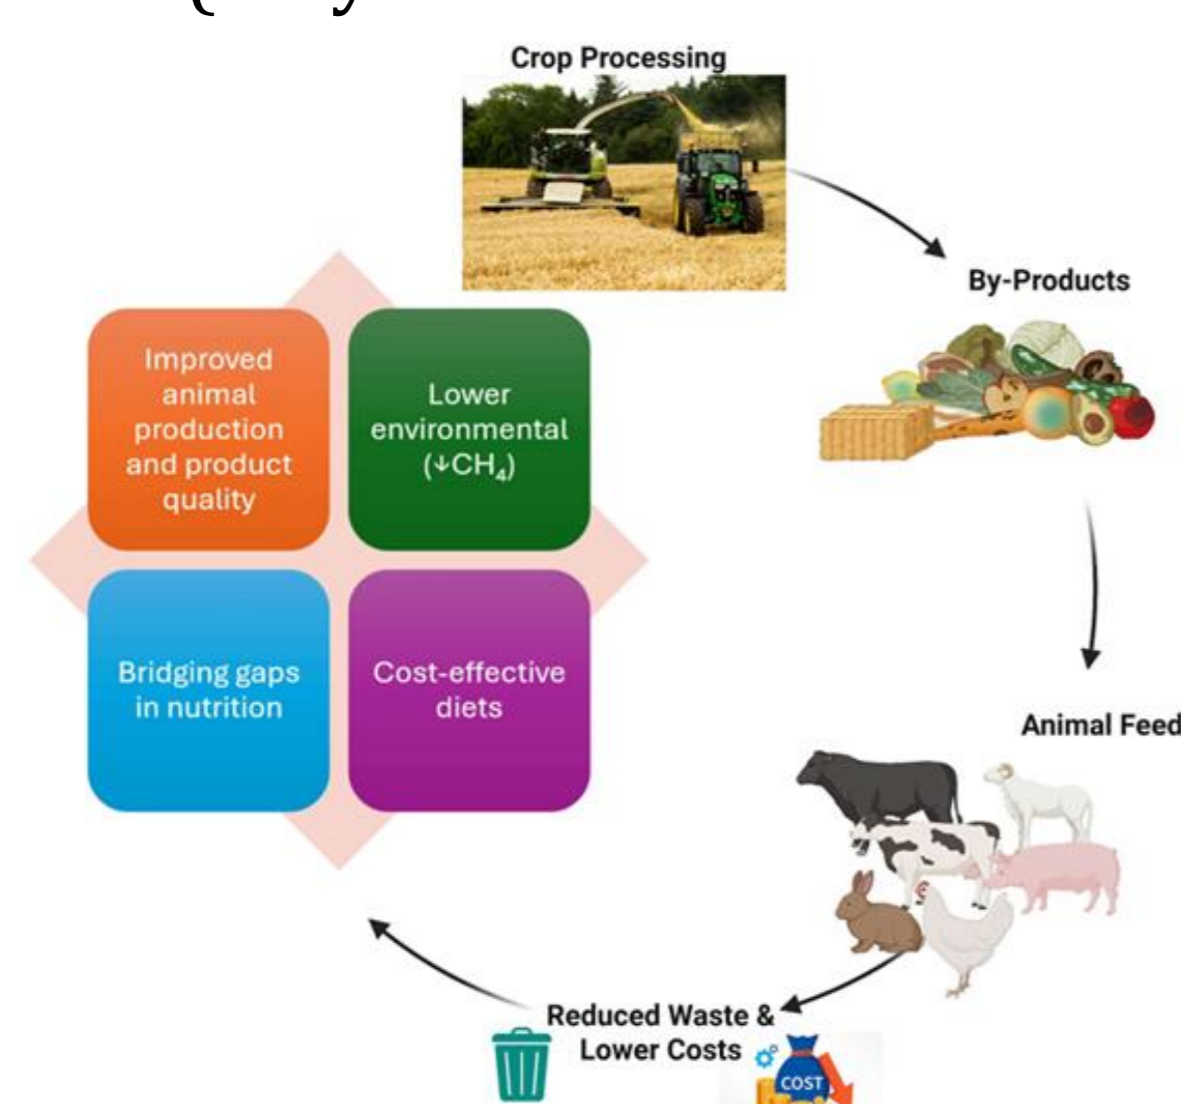 Crop Processing
By-Products
Improved
animal
production
and product
quality
Lower
environmental
(↓CH₄)
Bridging gaps
in nutrition
Cost-effective
diets
Animal Feed
Reduced Waste &
Lower Costs
COST